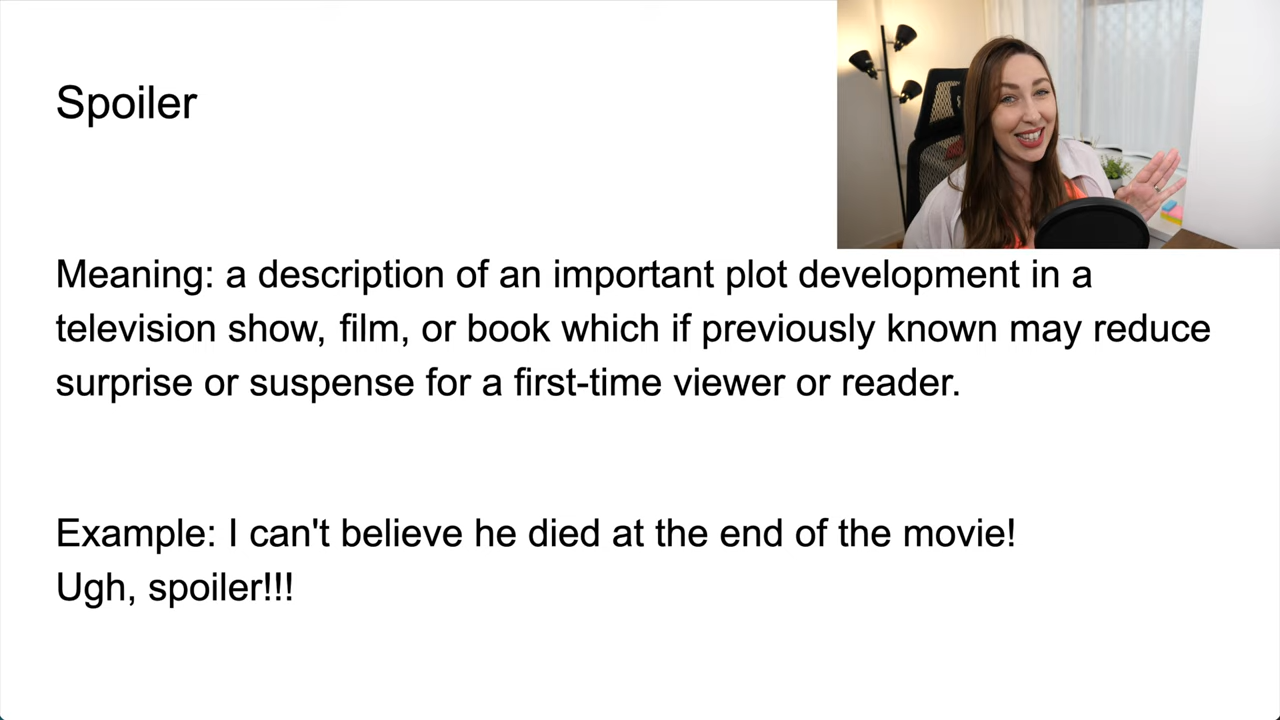 Spoiler
Meaning: a description of an important plot development in a
television show, film, or book which if previously known may reduce
surprise or suspense for a first-time viewer or reader.
Example: I can't believe he died at the end of the movie!
Ugh, spoiler!!!